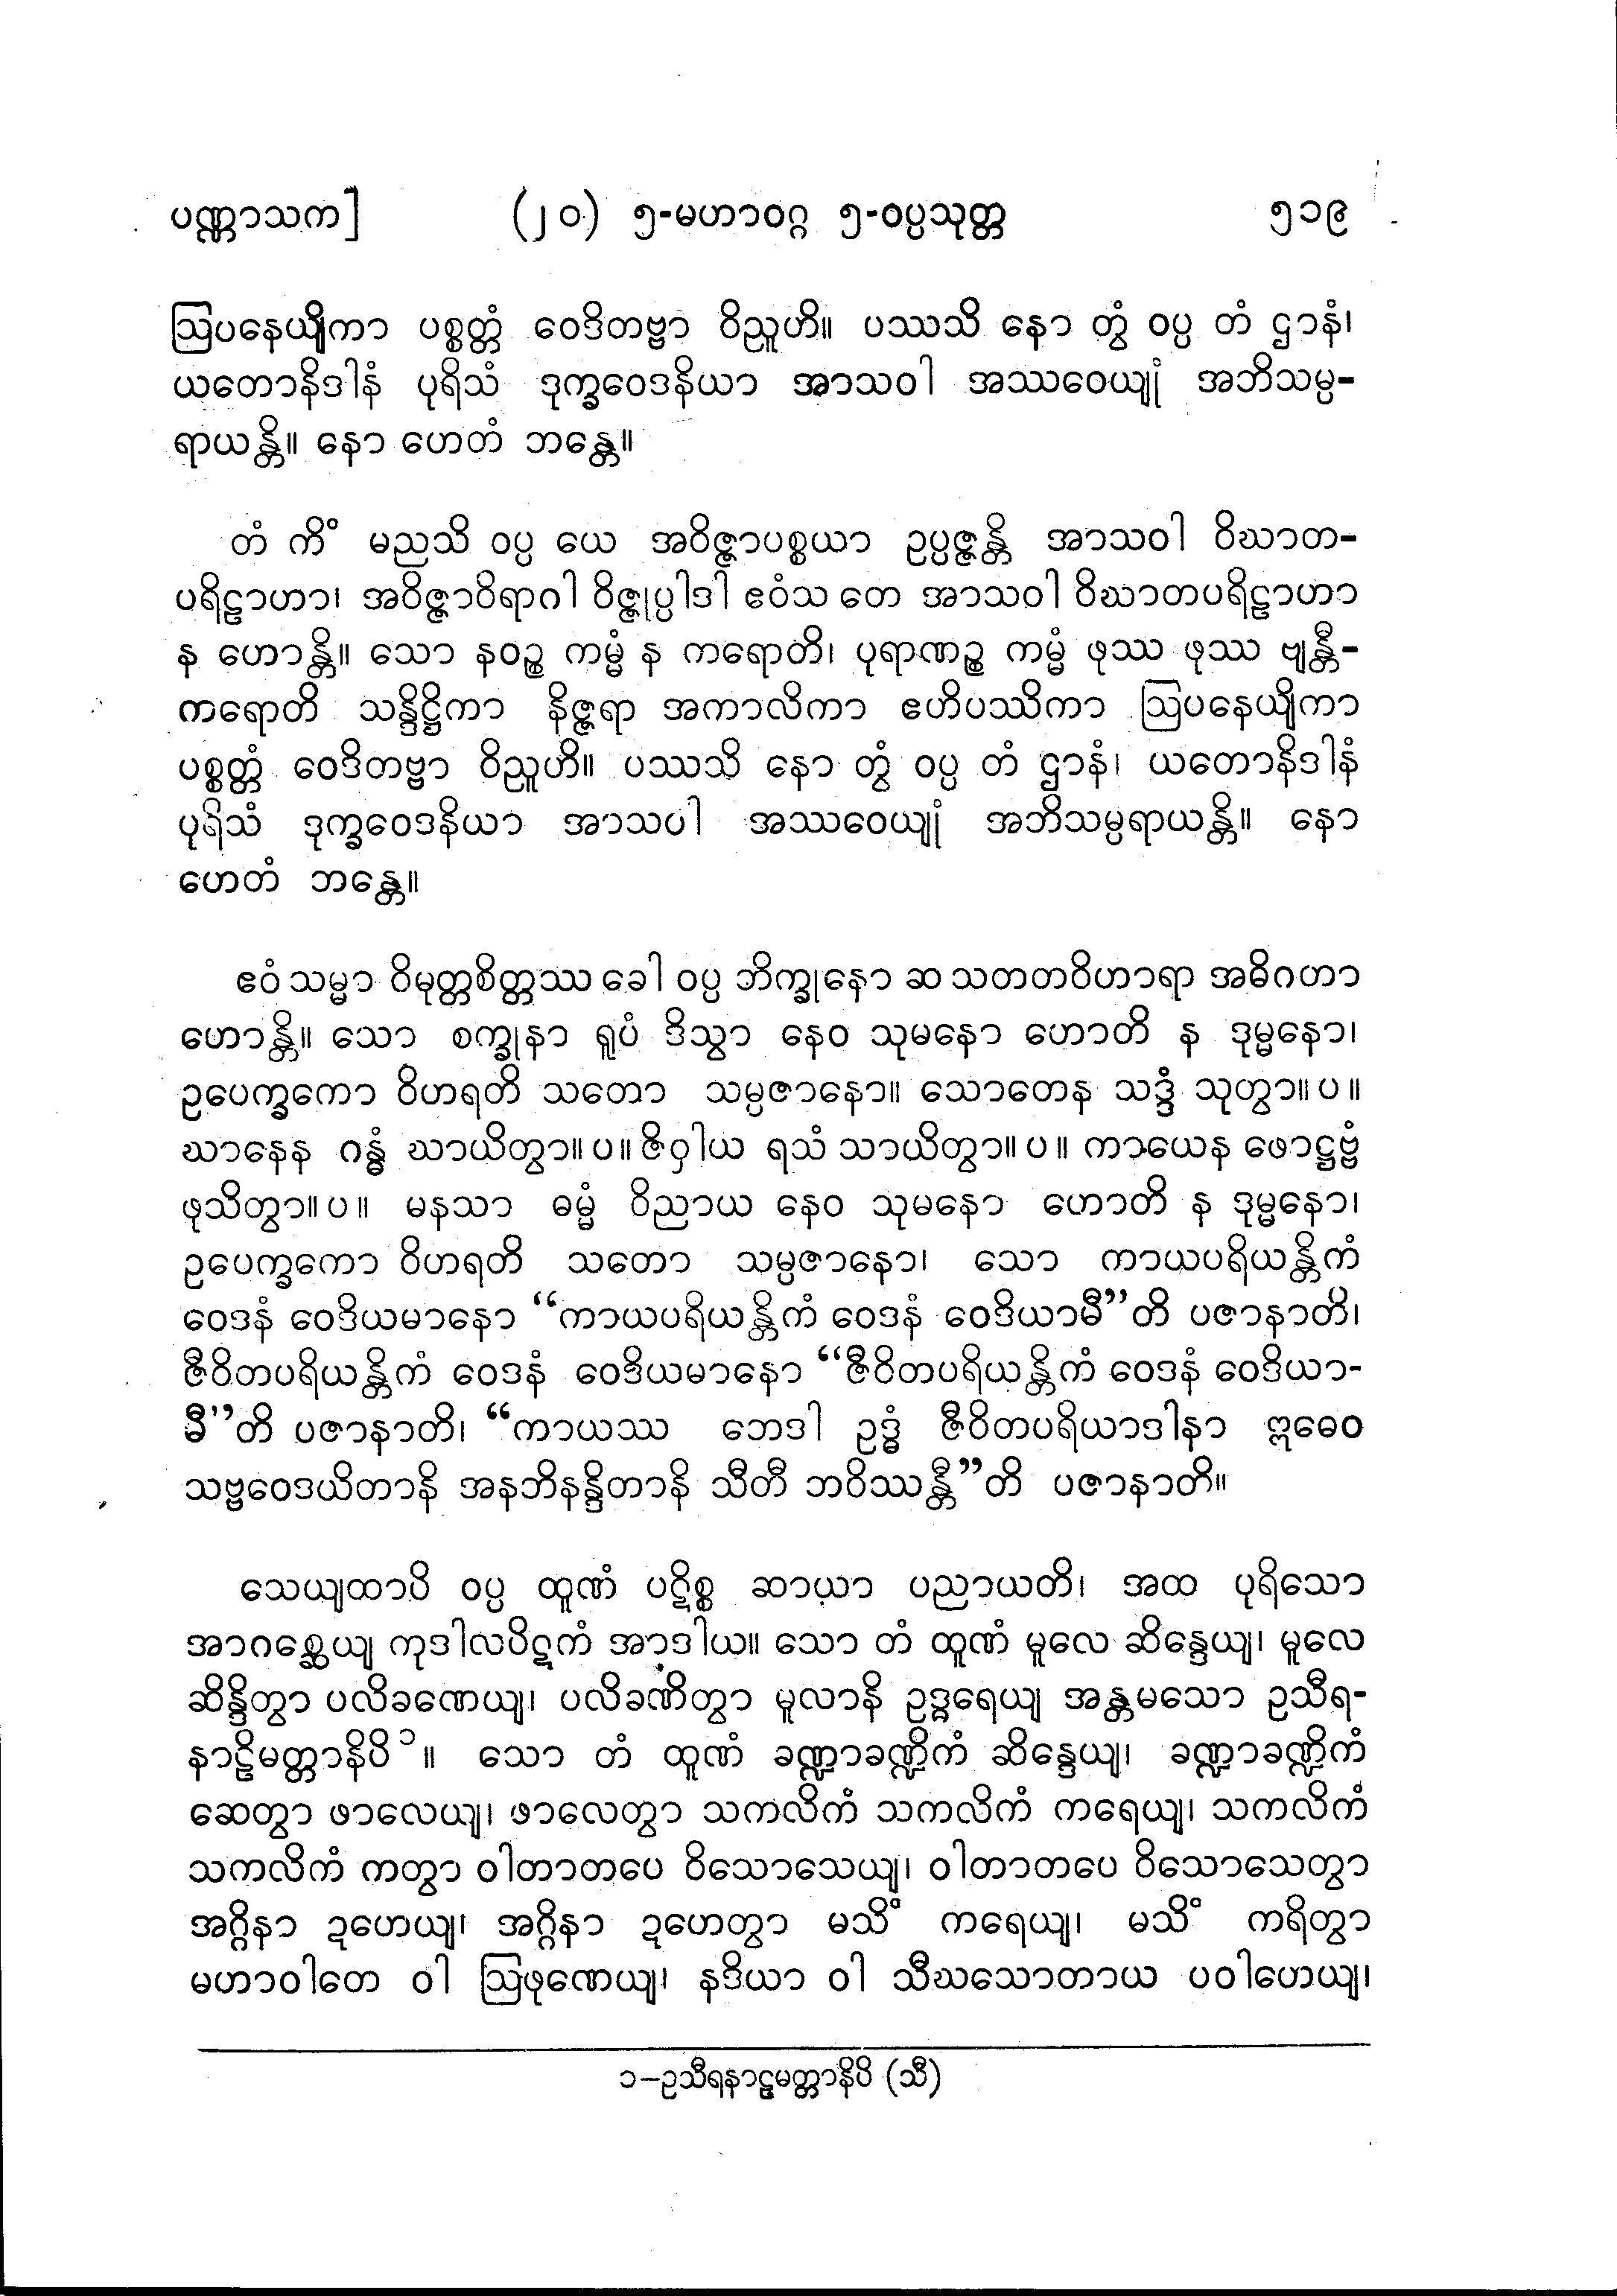 ပဏ္ဏာသက]	(၂၀) ၅-မဟာဝဂ္ဂ ၅-ဝပ္ပသုတ္တ	၅၁၉
ဩပနေယျိကာ ပစ္စတ္တံ ဝေဒိတဗ္ဗာ ဝိညူဟိ။ ပဿသိ နော တွံ ဝပ္ပ တံ ဌာနံ၊
ယတောနိဒါနံ ပုရိသံ ဒုက္ခဝေဒနိယာ အာသဝါ အဿဝေယျုံ အဘိသမ္ပ-
ရာယန္တိ။ နော ဟေတံ ဘန္တေ။
တံ ကိံ မညသိ ဝပ္ပ ယေ အဝိဇ္ဇာပစ္စယာ ဥပ္ပဇ္ဇန္တိ အာသဝါ ဝိဃာတ-
ပရိဠာဟာ၊ အဝိဇ္ဇာဝိရာဂါ ဝိဇ္ဇုပ္ပါဒါ ဧဝံသ တေ အာသဝါ ဝိဃာတပရိဠာဟာ
န ဟောန္တိ။ သော နဝဉ္စ ကမ္မံ န ကရောတိ၊ ပုရာဏဉ္စ ကမ္မံ ဖုဿ ဖုဿ ဗျန္တီ-
ကရောတိ သန္ဒိဋ္ဌိကာ နိဇ္ဇရာ အကာလိကာ ဧဟိပဿိကာ ဩပနေယျိကာ
ပစ္စတ္တံ ဝေဒိတဗ္ဗာ ဝိညူဟိ။ ပဿသိ နော တွံ ဝပ္ပ တံ ဌာနံ၊ ယတောနိဒါနံ
ပုရိသံ ဒုက္ခဝေဒနိယာ အာသဝါ အဿဝေယျုံ အဘိသမ္ပရာယန္တိ။ နော
ဟေတံ ဘန္တေ။
ဧဝံ သမ္မာ ဝိမုတ္တစိတ္တဿ ခေါ ဝပ္ပ ဘိက္ခုနော ဆ သတတဝိဟာရာ အဓိဂတာ
ဟောန္တိ။ သော စက္ခုနာ ရူပံ ဒိသွာ နေဝ သုမနော ဟောတိ န ဒုမ္မနော၊
ဥပေက္ခကော ဝိဟရတိ သတော သမ္ပဇာနော။ သောတေန သဒ္ဒံ သုတွာ။ ပ။
ဃာနေန ဂန္ဓံ ဃာယိတွာ။ ပ။ ဇိဝှါယ ရသံ သာယိတွာ။ ပ။ ကာယေန ဖောဋ္ဌဗ္ဗံ
ဖုသိတွာ။ ပ။ မနသာ ဓမ္မံ ဝိညာယ နေဝ သုမနော ဟောတိ န ဒုမ္မနော၊
ဥပေက္ခကော ဝိဟရတိ သတော သမ္ပဇာနော၊ သော ကာယပရိယန္တိကံ
ဝေဒနံ ဝေဒိယမာနော “ကာယပရိယန္တိကံ ဝေဒနံ ဝေဒိယာမီ”တိ ပဇာနာတိ၊
ဇီဝိတပရိယန္တိကံ ဝေဒနံ ဝေဒိယမာနော “ဇီဝိတပရိယန္တိကံ ဝေဒနံ ဝေဒိယာ-
မီ”တိ ပဇာနာတိ၊ “ကာယဿ ဘေဒါ ဥဒ္ဓံ ဇီဝိတပရိယာဒါနာ ဣဓေဝ
သဗ္ဗဝေဒယိတာနိ အနဘိနန္ဒိတာနိ သီတီ ဘဝိဿန္တီ”တိ ပဇာနာတိ။
သေယျထာပိ ဝပ္ပ ထူဏံ ပဋိစ္စ ဆာယာ ပညာယတိ၊ အထ ပုရိသော
အာဂစ္ဆေယျ ကုဒါလပိဋကံ အာဒါယ။ သော တံ ထူဏံ မူလေ ဆိန္ဒေယျ၊ မူလေ
ဆိန္ဒိတွာ ပလိခဏေယျ၊ ပလိခဏိတွာ မူလာနိ ဥဒ္ဓရေယျ အန္တမသော ဥသီရ-
နာဠိမတ္တာနိပိ၁။ သော တံ ထူဏံ ခဏ္ဍာခဏ္ဍိကံ ဆိန္ဒေယျ၊ ခဏ္ဍာခဏ္ဍိကံ
ဆေတွာ ဖာလေယျ၊ ဖာလေတွာ သကလိကံ သကလိကံ ကရေယျ၊ သကလိကံ
သကလိကံ ကတွာ ဝါတာတပေ ဝိသောသေယျ၊ ဝါတာတပေ ဝိသောသေတွာ
အဂ္ဂိနာ ဍဟေယျ၊ အဂ္ဂိနာ ဍဟေတွာ မသိံ ကရေယျ၊ မသိံ ကရိတွာ
မဟာဝါတေ ဝါ ဩဖုဏေယျ၊ နဒိယာ ဝါ သီဃသောတာယ ပဝါဟေယျ၊
၁-ဥသီရနာဠမတ္တာနိပိ (သီ)